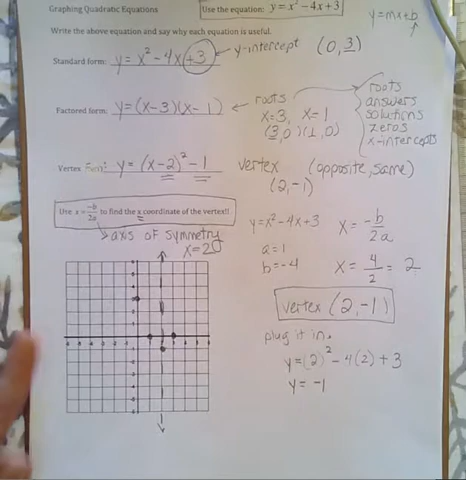 Graphing Quadratic Equations
Use the equation: y = x² - 4x + 3
y=mx+b
Write the above equation and say why each equation is useful.
Standard form: y = x² - 4x + 3 y-intercept (0, 3)
Factored form: y = (x-3)(x-1)
roots
x=3, x=1
(3,0) (1,0)
roots
answers
solutions
zeros
x-intercepts
Vertex Form: y = (x-2)² - 1
vertex (opposite, same)
(2,-1)
Use x = -b/2a to find the x coordinate of the vertex!!
axis of symmetry
x=2
y=x²-4x+3
a=1
b=-4
x = -b/2a
x = 4/2 = 2
vertex (2,-1)
plug it in.
y=(2)² - 4(2) + 3
y = -1